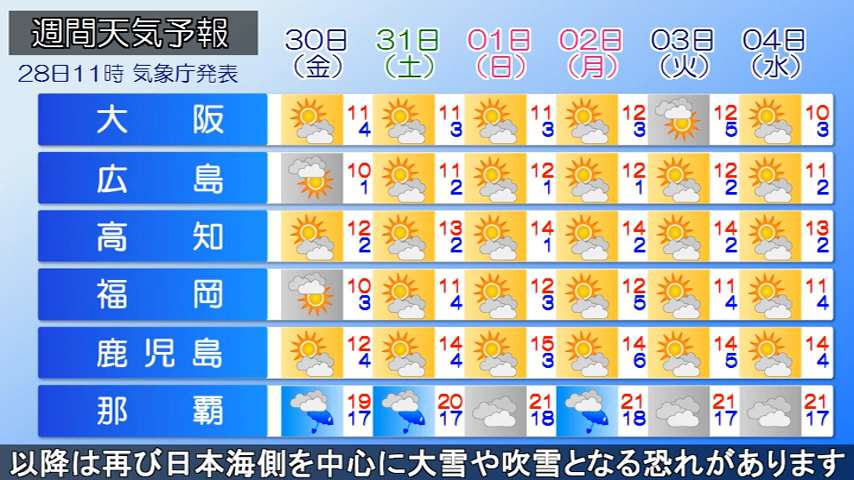 週間天気予報
28日11時 気象庁発表
30日 31日 01日 02日 03日 04日
(金) (土) (日) (月) (火) (水)
大阪 11 4 11 3 11 3 12 3 12 5 10 3
広島 10 1 11 2 12 1 12 1 12 2 11 2
高知 12 2 13 2 14 1 14 2 14 2 13 2
福岡 10 3 11 4 12 3 12 5 11 4 11 4
鹿児島 12 4 14 4 15 3 14 6 14 5 14 4
那覇 19 17 20 17 21 18 21 18 21 17 21 17
以降は再び日本海側を中心に大雪や吹雪となる恐れがあります